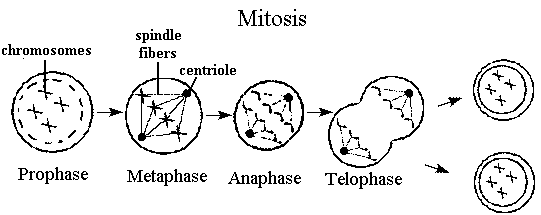 Mitosis
chromosomes
spindle
fibers
centriole
Prophase
Metaphase
Anaphase
Telophase